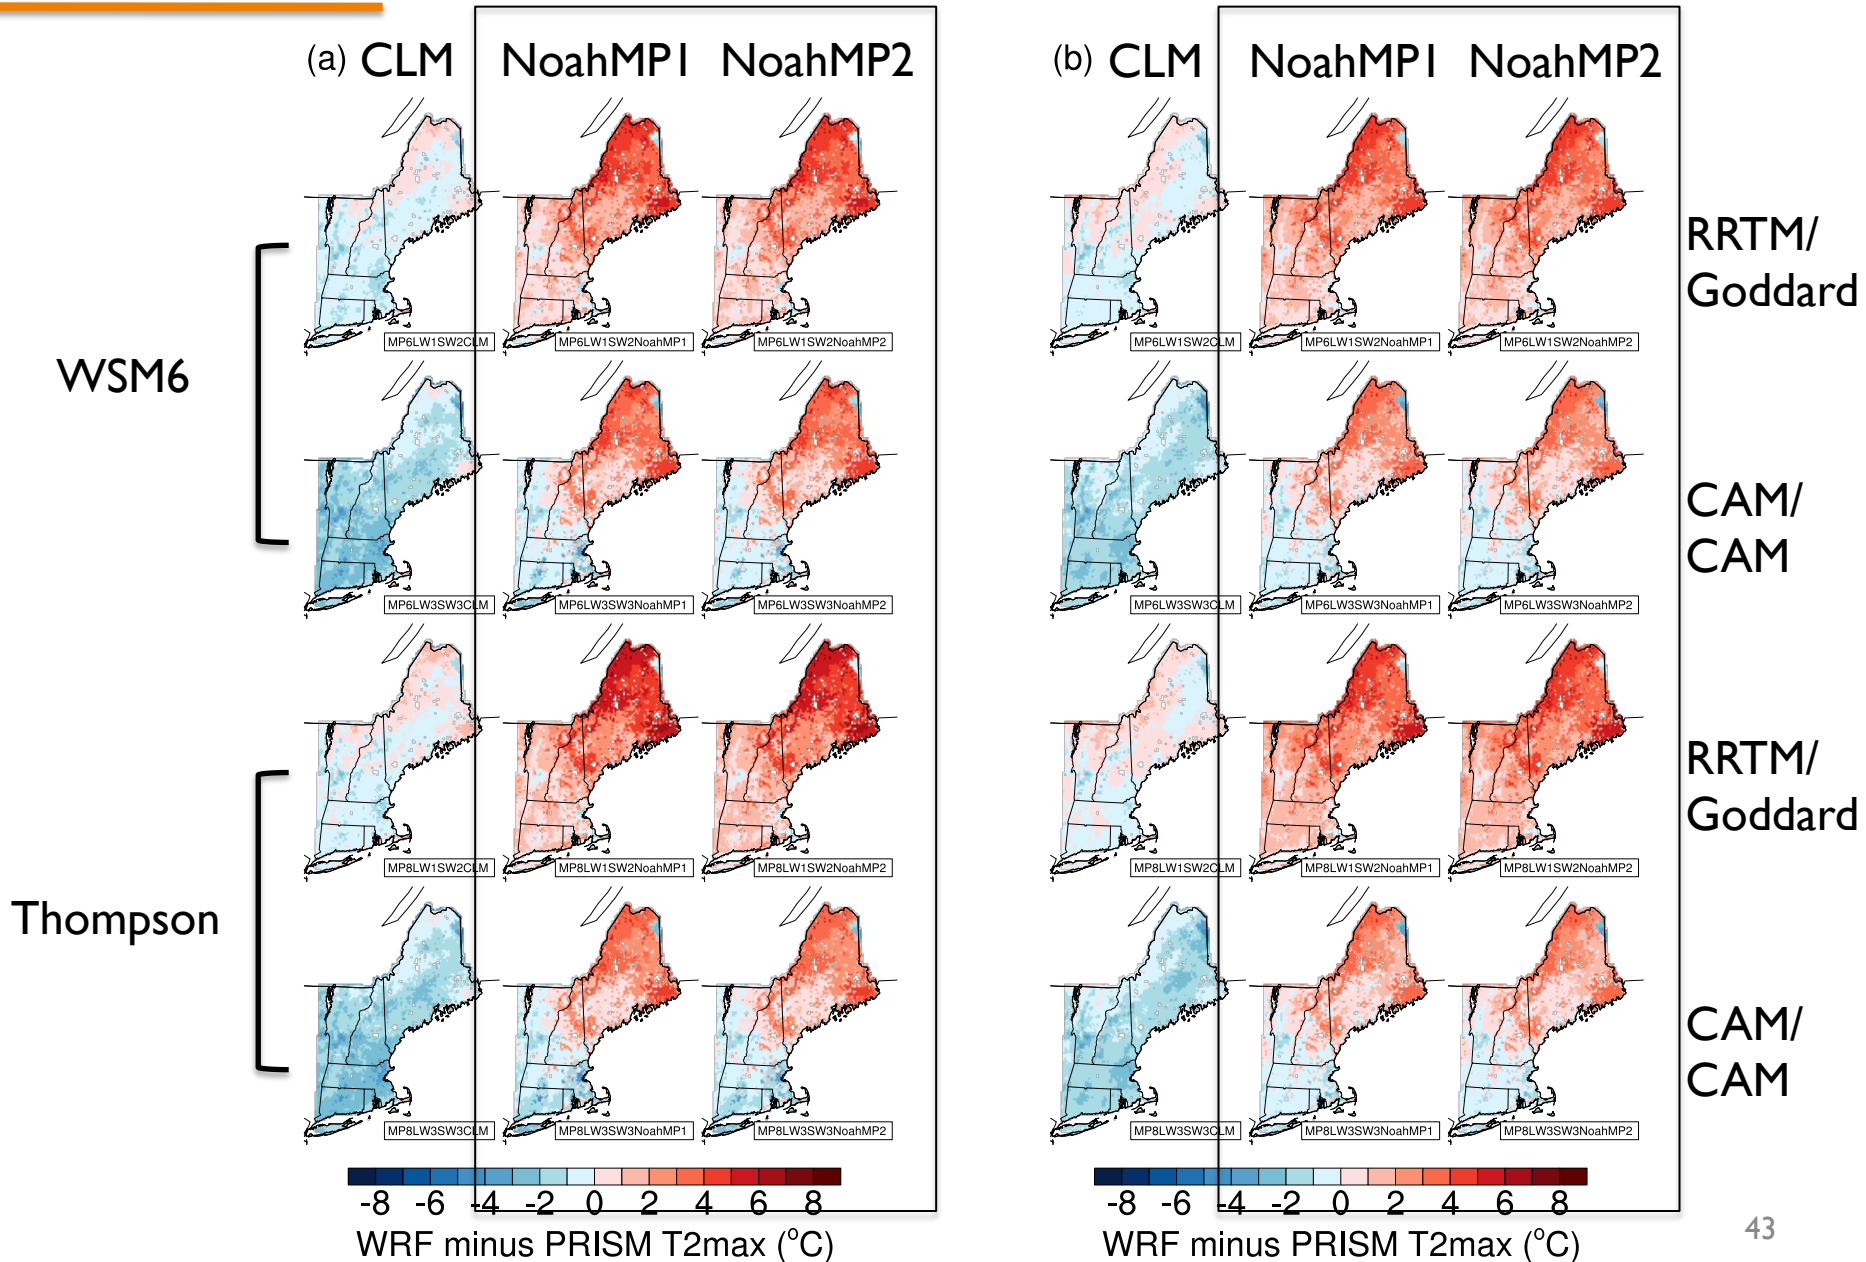 (a) CLM NoahMP1 NoahMP2
(b) CLM NoahMP1 NoahMP2
WSM6
Thompson
RRTM/
Goddard
CAM/
CAM
RRTM/
Goddard
CAM/
CAM
MP6LW1SW2CLM MP6LW1SW2NoahMP1 MP6LW1SW2NoahMP2
MP6LW1SW2CLM MP6LW1SW2NoahMP1 MP6LW1SW2NoahMP2
MP6LW3SW3CLM MP6LW3SW3NoahMP1 MP6LW3SW3NoahMP2
MP6LW3SW3CLM MP6LW3SW3NoahMP1 MP6LW3SW3NoahMP2
MP8LW1SW2CLM MP8LW1SW2NoahMP1 MP8LW1SW2NoahMP2
MP8LW1SW2CLM MP8LW1SW2NoahMP1 MP8LW1SW2NoahMP2
MP8LW3SW3CLM MP8LW3SW3NoahMP1 MP8LW3SW3NoahMP2
MP8LW3SW3CLM MP8LW3SW3NoahMP1 MP8LW3SW3NoahMP2
-8 -6 -4 -2 0 2 4 6 8
WRF minus PRISM T2max (°C)
-8 -6 -4 -2 0 2 4 6 8
WRF minus PRISM T2max (°C)
43